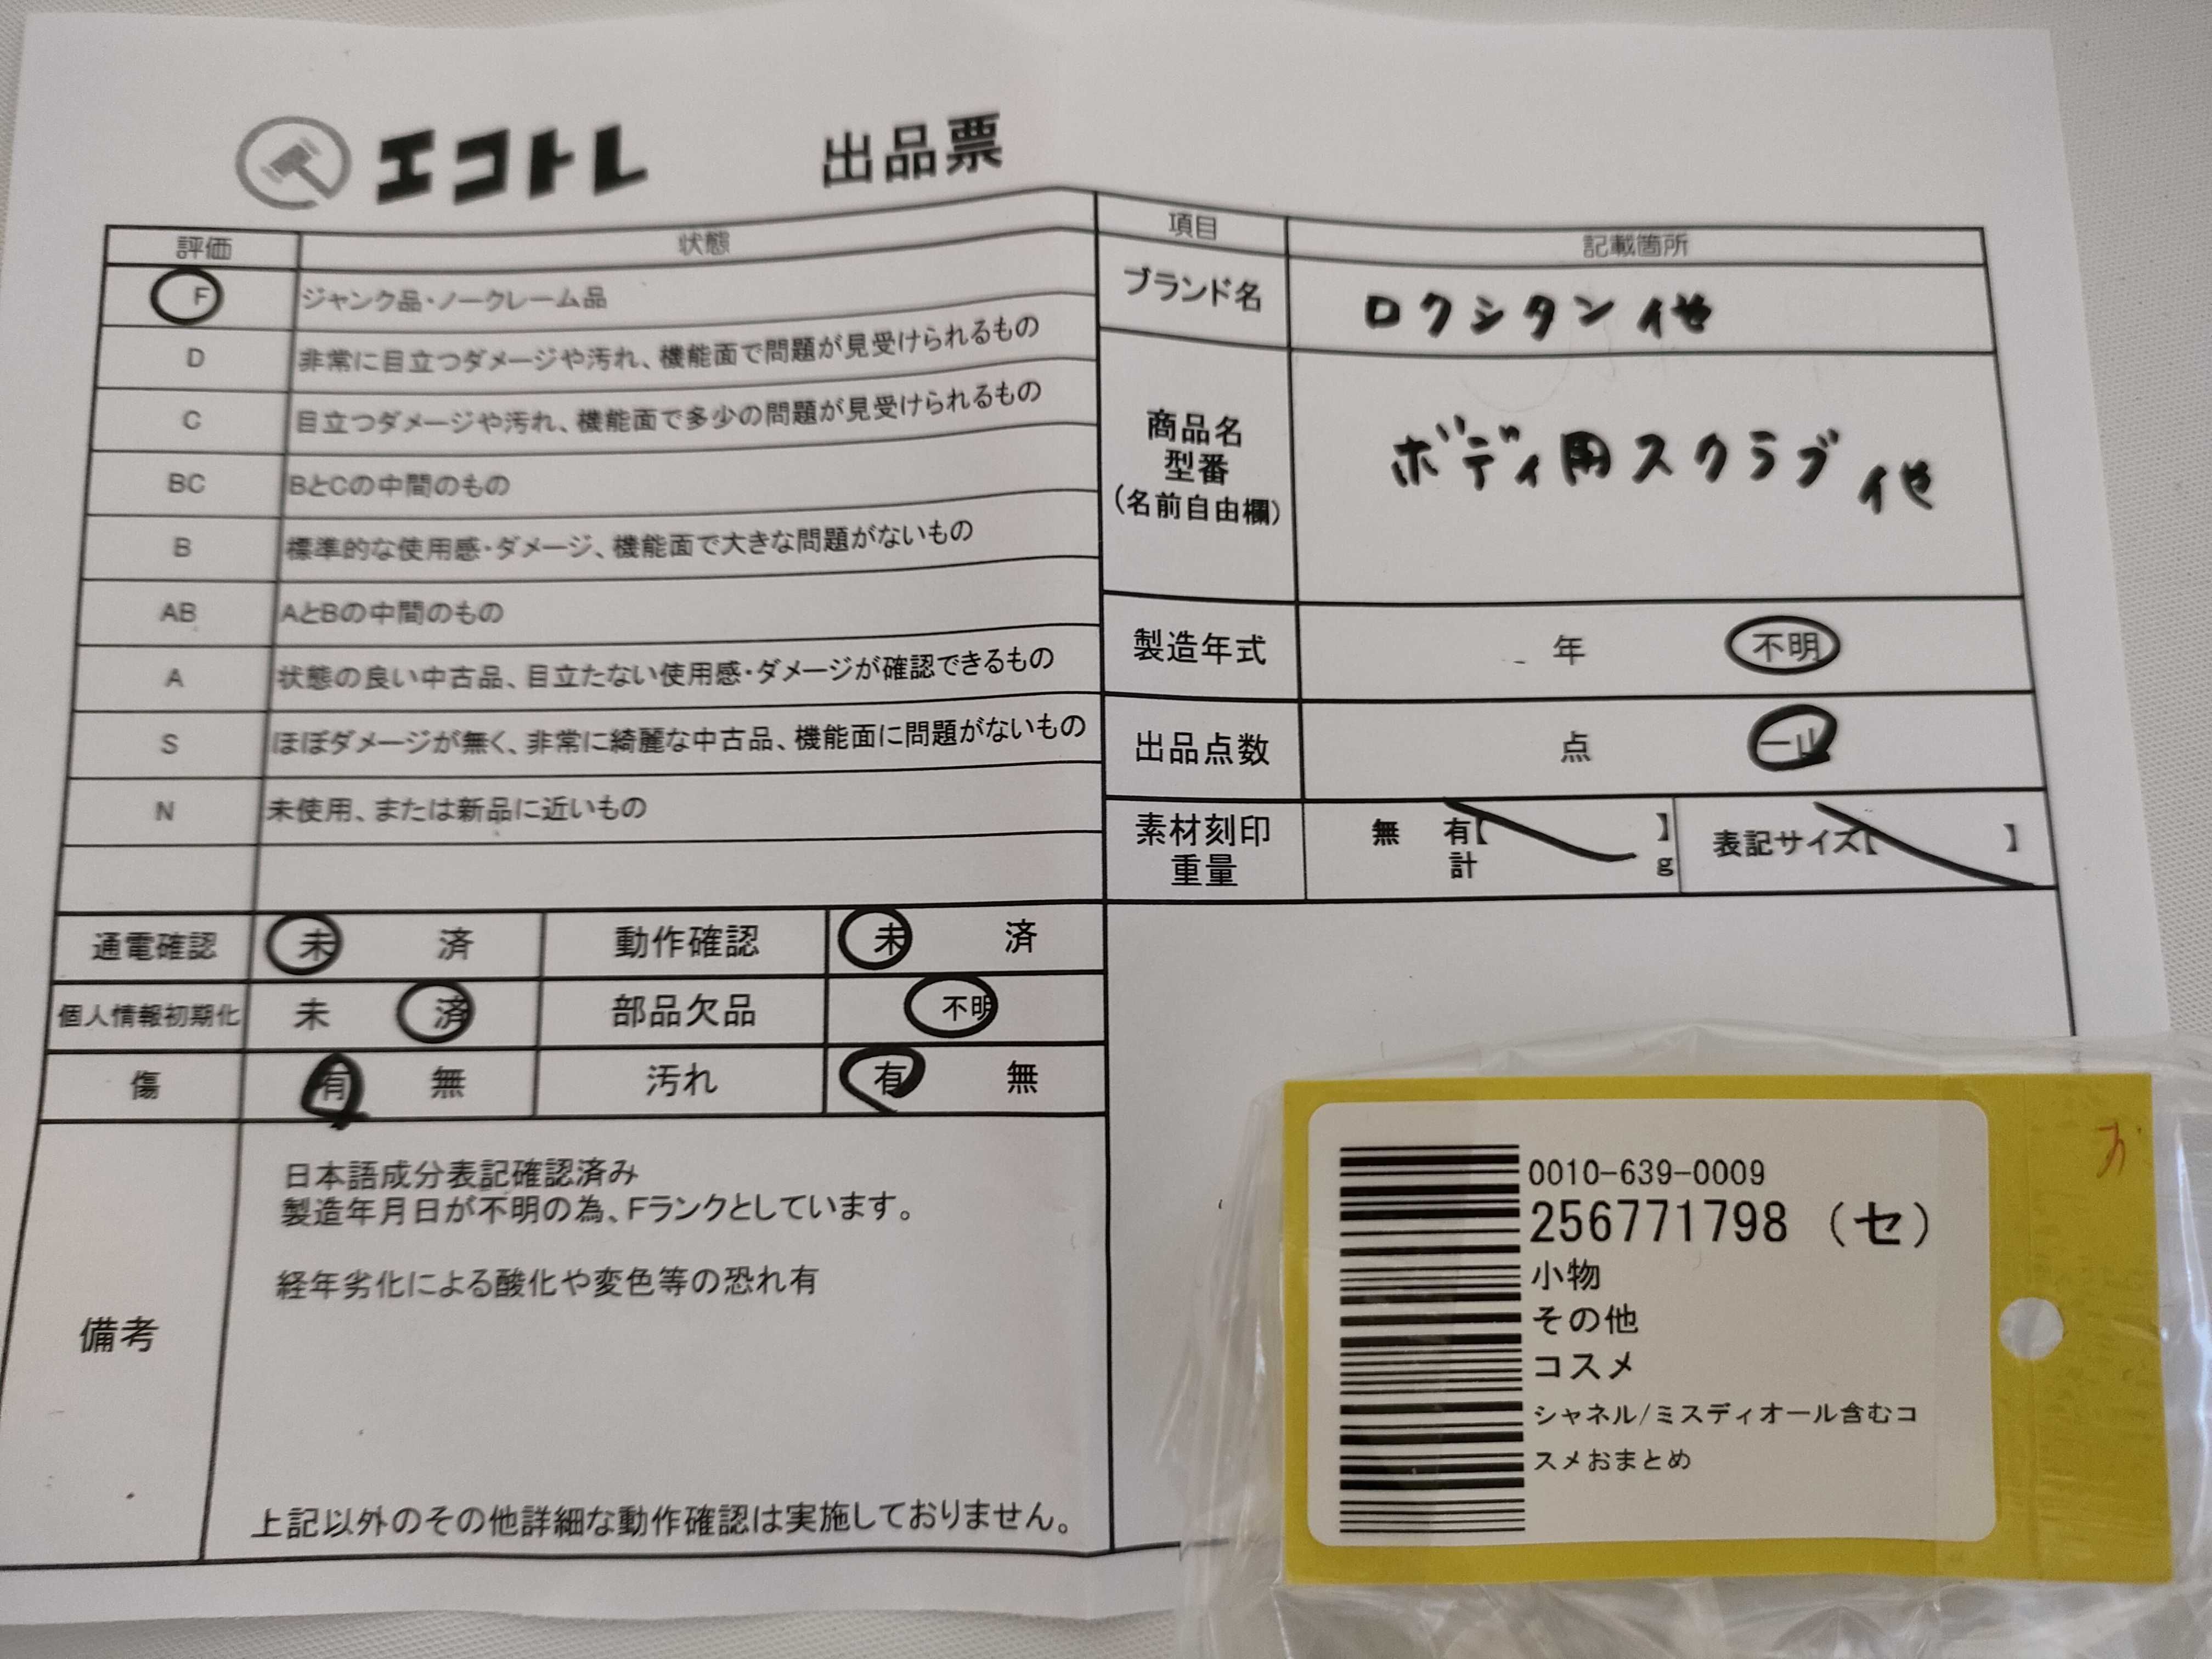 エコトレ 出品票
評価 状態
F ジャンク品・ノークレーム品
D 非常に目立つダメージや汚れ、機能面で問題が見受けられるもの
C 目立つダメージや汚れ、機能面で多少の問題が見受けられるもの
BC BとCの中間のもの
B 標準的な使用感・ダメージ、機能面で大きな問題がないもの
AB AとBの中間のもの
A 状態の良い中古品、目立たない使用感・ダメージが確認できるもの
S ほぼダメージが無く、非常に綺麗な中古品、機能面に問題がないもの
N 未使用、または新品に近いもの
通電確認 未 済 動作確認 未 済
個人情報初期化 未 済 部品欠品 不明
傷 有 無 汚れ 有 無
備考
日本語成分表記確認済み
製造年月日が不明の為、Fランクとしています。
経年劣化による酸化や変色等の恐れ有
上記以外のその他詳細な動作確認は実施しておりません。
項目 記載箇所
ブランド名 ロクシタン 他
商品名
型番
(名前自由欄)
ボディ用スクラブ 他
製造年式 年 不明
出品点数 点 一山
素材刻印 無 有【 】 表記サイズ【 】
重量 計 g
0010-639-0009
256771798 (セ)
小物
その他
コスメ
シャネル/ミスディオール含むコ
スメおまとめ
お